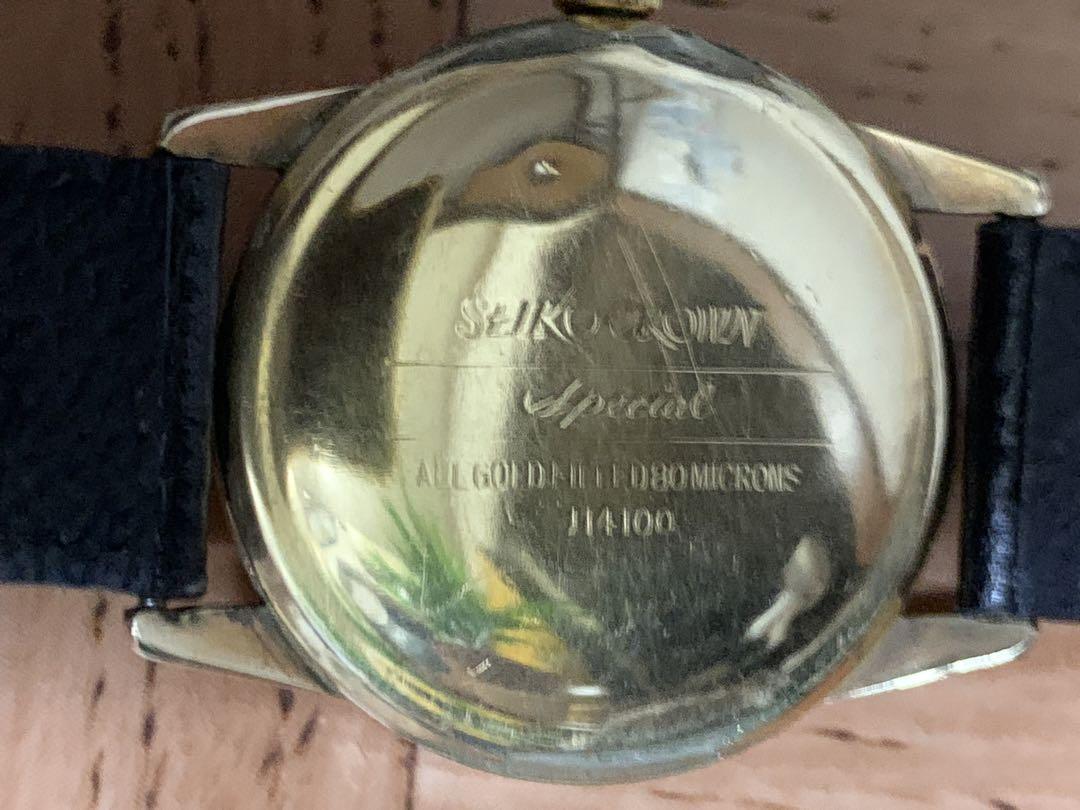 SEIKO CROWN
Special
ALL GOLD FILLED 80 MICRONS
J14100